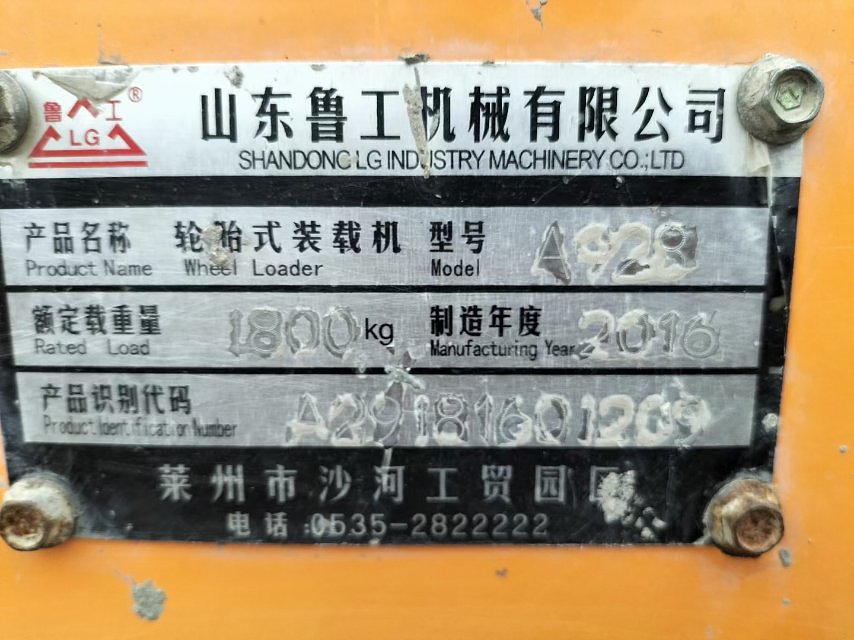 鲁工®
LG
山东鲁工机械有限公司
SHANDONG LG INDUSTRY MACHINERY CO.;LTD
产品名称 轮胎式装载机 型号 A928
Product Name Wheel Loader Model
额定载重量 1800kg 制造年度 2016
Rated Load Manufacturing Year
产品识别代码 A29181601209
Product Identification Number
莱州市沙河工贸园区
电话:0535-2822222